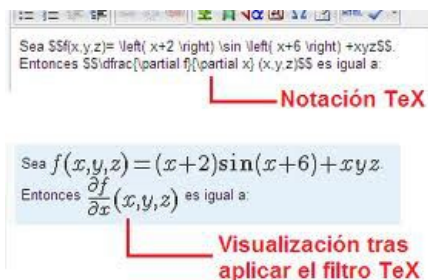 Sea $$f(x,y,z)= \left( x+2 \right) \sin \left( x+6 \right) +xyz$$.
Entonces $$\dfrac{\partial f}{\partial x} (x,y,z)$$ es igual a:
Notación TeX
Sea f(x,y,z)=(x+2)sin(x+6)+xyz.
Entonces ∂f/∂x(x,y,z) es igual a:
Visualización tras
aplicar el filtro TeX